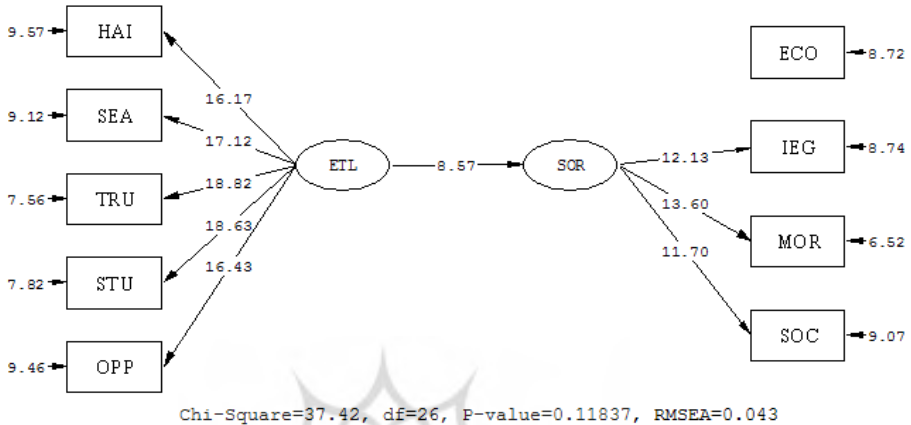 9.57 HAI
9.12 SEA
7.56 TRU
7.82 STU
9.46 OPP
16.17
17.12
18.82
18.63
16.43
ETL
8.57
SOR
12.13
13.60
11.70
ECO 8.72
IEG 8.74
MOR 6.52
SOC 9.07
Chi-Square=37.42, df=26, P-value=0.11837, RMSEA=0.043